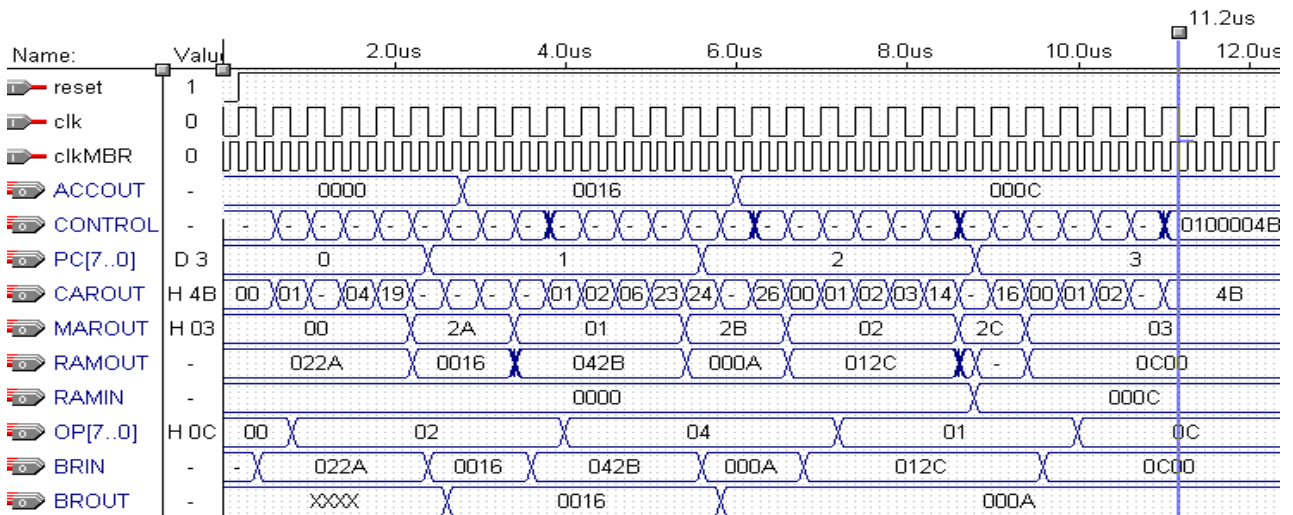 11.2us
Name: Valu 2.0us 4.0us 6.0us 8.0us 10.0us 12.0us
reset 1
clk 0
clkMBR 0
ACCOUT - 0000 0016 000C
CONTROL - - - - - - - - - - - - - - - - - - - - - - - - - - - - 0100004B
PC[7..0] D 3 0 1 2 3
CAROUT H 4B 00 01 - 04 19 - - - - 01 02 06 23 24 - 26 00 01 02 03 14 - 16 00 01 02 - 4B
MAROUT H 03 00 2A 01 2B 02 2C 03
RAMOUT - 022A 0016 042B 000A 012C - 0C00
RAMIN - 0000 000C
OP[7..0] H 0C 00 02 04 01 0C
BRIN - - 022A 0016 042B 000A 012C 0C00
BROUT - XXXX 0016 000A